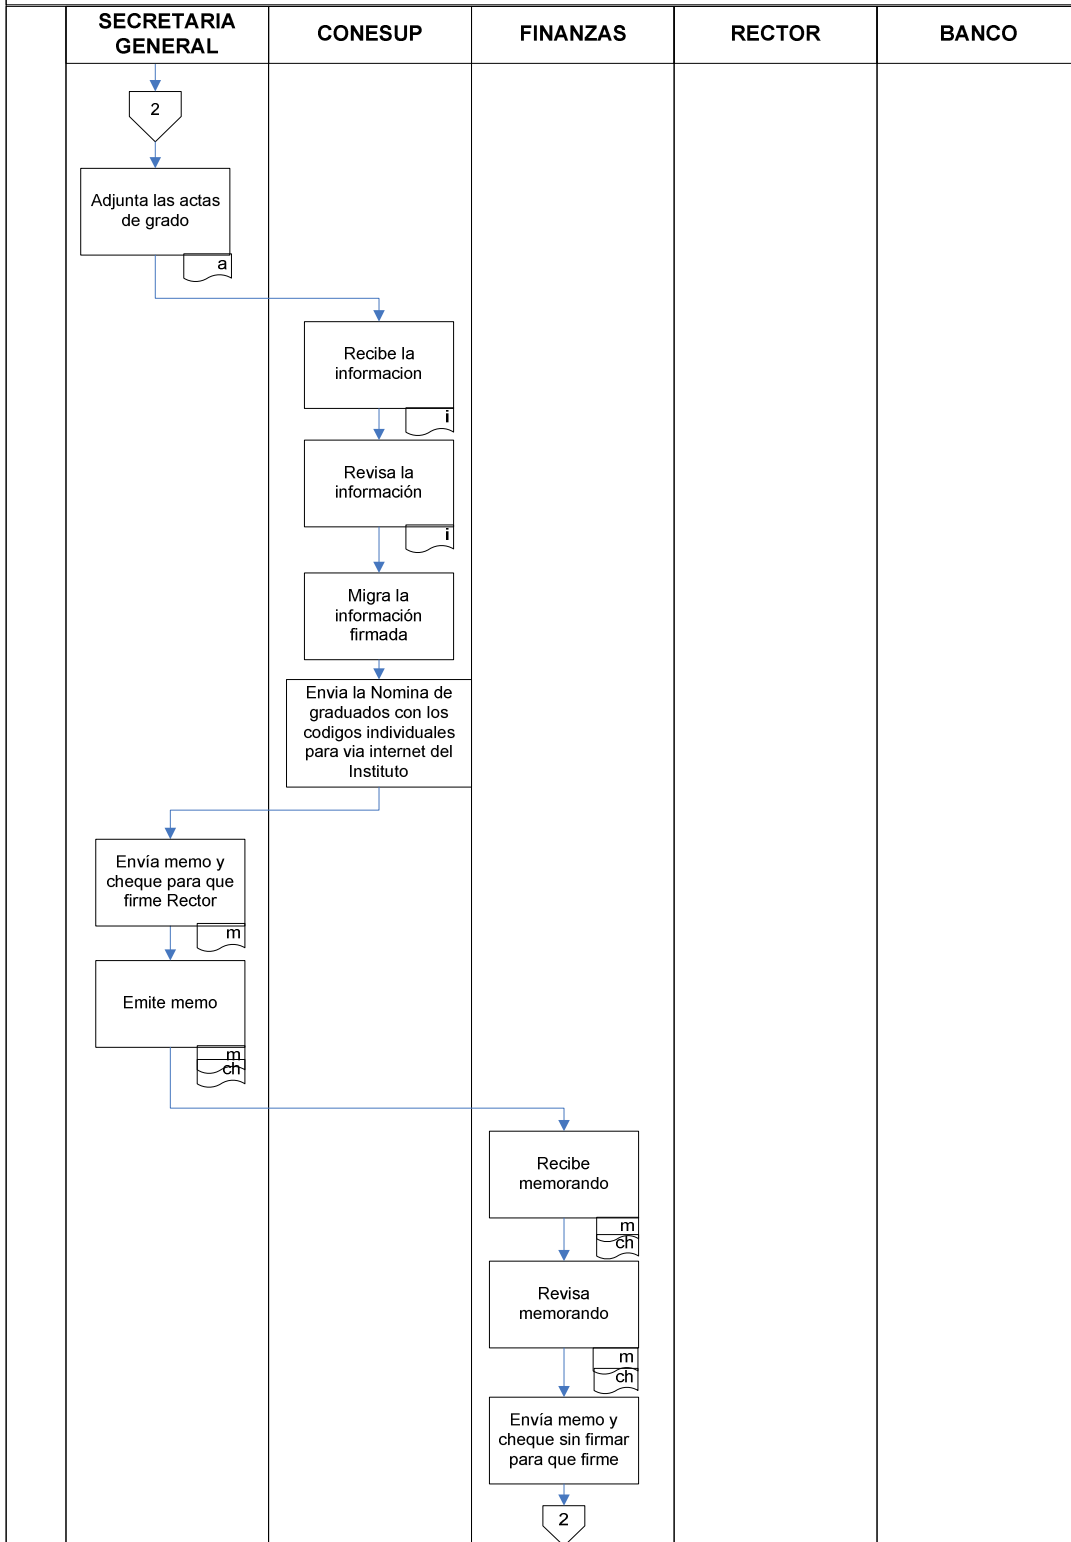 SECRETARIA
GENERAL
CONESUP
FINANZAS
RECTOR
BANCO
2
Adjunta las actas
de grado
a
Recibe la
informacion
i
Revisa la
información
i
Migra la
información
firmada
Envia la Nomina de
graduados con los
codigos individuales
para via internet del
Instituto
Envía memo y
cheque para que
firme Rector
m
Emite memo
m
ch
Recibe
memorando
m
ch
Revisa
memorando
m
ch
Envía memo y
cheque sin firmar
para que firme
2